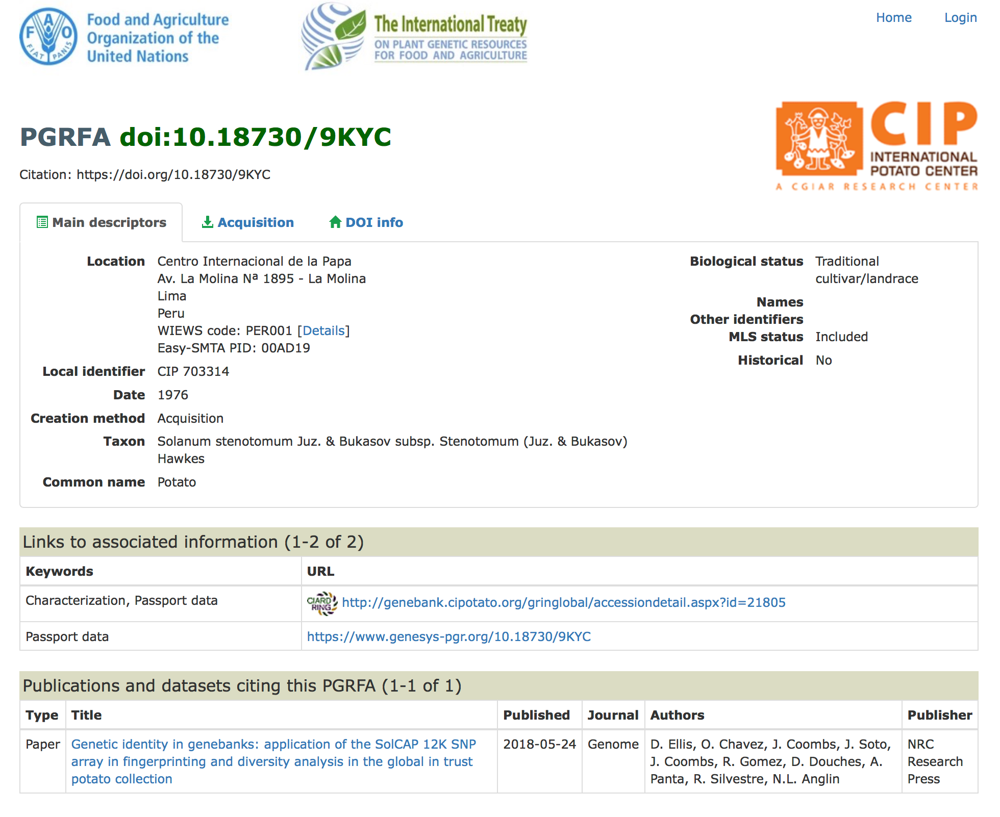 FAO
FIAT PANIS
Food and Agriculture
Organization of the
United Nations
The International Treaty
ON PLANT GENETIC RESOURCES
FOR FOOD AND AGRICULTURE
Home Login
PGRFA doi:10.18730/9KYC
Citation: https://doi.org/10.18730/9KYC
CIP
INTERNATIONAL
POTATO CENTER
A CGIAR RESEARCH CENTER
Main descriptors Acquisition DOI info
Location Centro Internacional de la Papa
Av. La Molina Nª 1895 - La Molina
Lima
Peru
WIEWS code: PER001 [Details]
Easy-SMTA PID: 00AD19
Local identifier CIP 703314
Date 1976
Creation method Acquisition
Taxon Solanum stenotomum Juz. & Bukasov subsp. Stenotomum (Juz. & Bukasov)
Hawkes
Common name Potato
Biological status Traditional
cultivar/landrace
Names
Other identifiers
MLS status Included
Historical No
Links to associated information (1-2 of 2)
Keywords URL
Characterization, Passport data CIARD RING http://genebank.cipotato.org/gringlobal/accessiondetail.aspx?id=21805
Passport data https://www.genesys-pgr.org/10.18730/9KYC
Publications and datasets citing this PGRFA (1-1 of 1)
Type Title Published Journal Authors Publisher
Paper Genetic identity in genebanks: application of the SolCAP 12K SNP 2018-05-24 Genome D. Ellis, O. Chavez, J. Coombs, J. Soto, NRC
array in fingerprinting and diversity analysis in the global in trust J. Coombs, R. Gomez, D. Douches, A. Research
potato collection Panta, R. Silvestre, N.L. Anglin Press